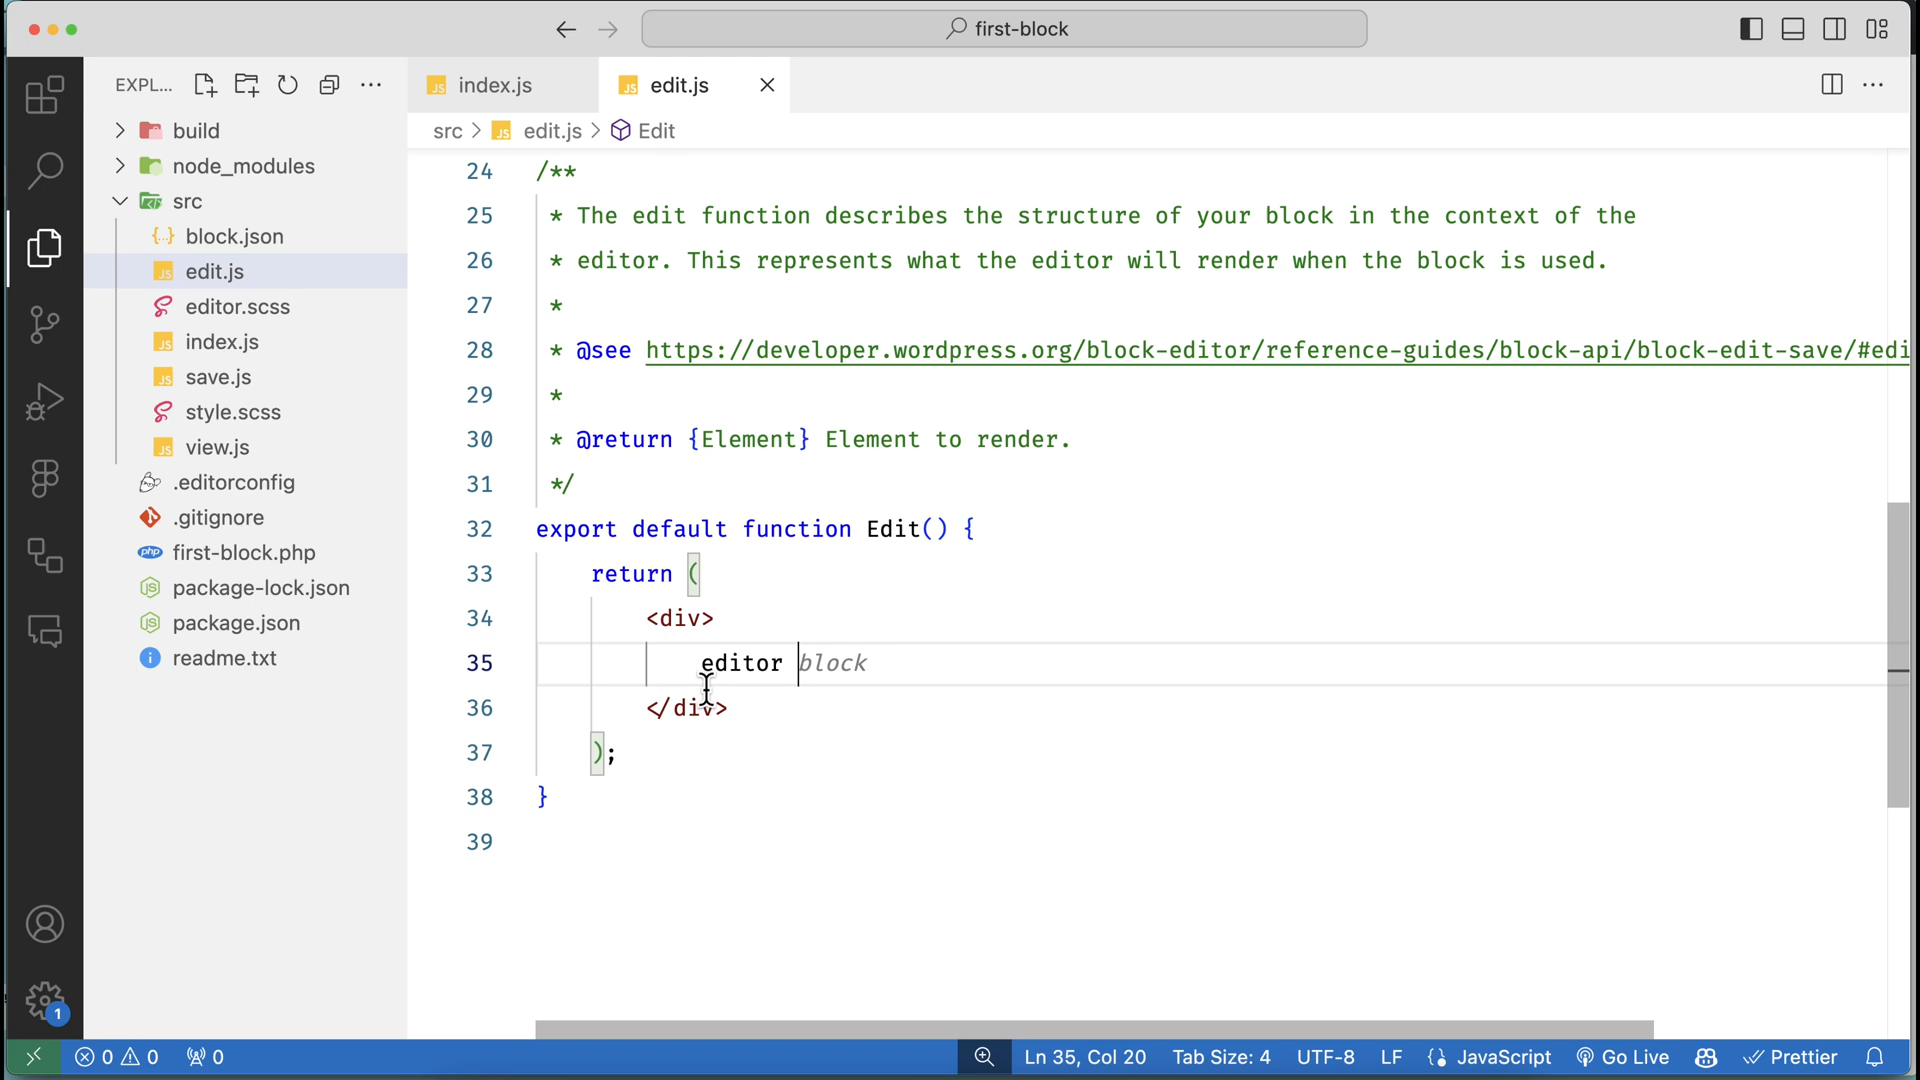 first-block
EXPL...
index.js
edit.js
src > edit.js > Edit
build
node_modules
src
block.json
edit.js
editor.scss
index.js
save.js
style.scss
view.js
.editorconfig
.gitignore
first-block.php
package-lock.json
package.json
readme.txt
24 /**
25 * The edit function describes the structure of your block in the context of the
26 * editor. This represents what the editor will render when the block is used.
27 *
28 * @see https://developer.wordpress.org/block-editor/reference-guides/block-api/block-edit-save/#edi
29 *
30 * @return {Element} Element to render.
31 */
32 export default function Edit() {
33 return (
34 <div>
35 editor block
36 </div>
37 );
38 }
39
1
0 0 0
Ln 35, Col 20 Tab Size: 4 UTF-8 LF JavaScript Go Live Prettier